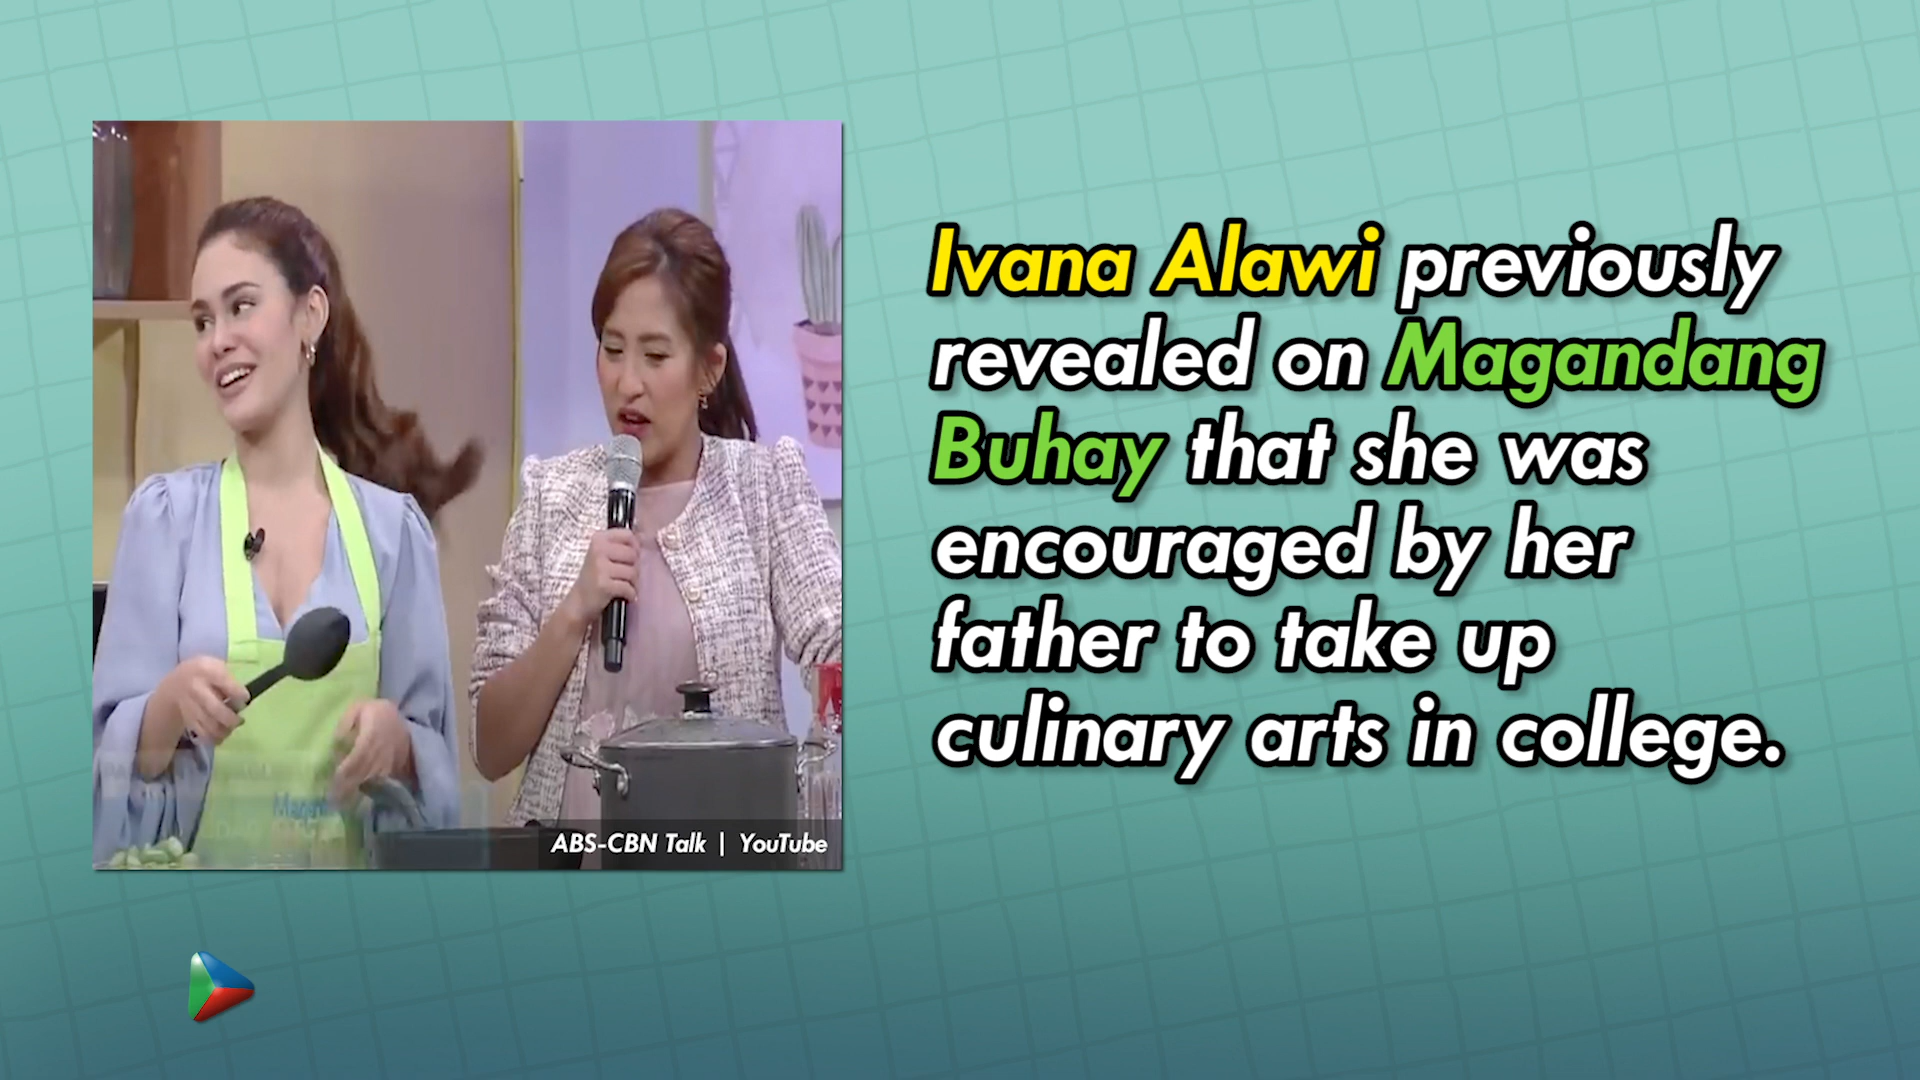 Ivana Alawi previously
revealed on Magandang
Buhay that she was
encouraged by her
father to take up
culinary arts in college.
ABS-CBN Talk | YouTube